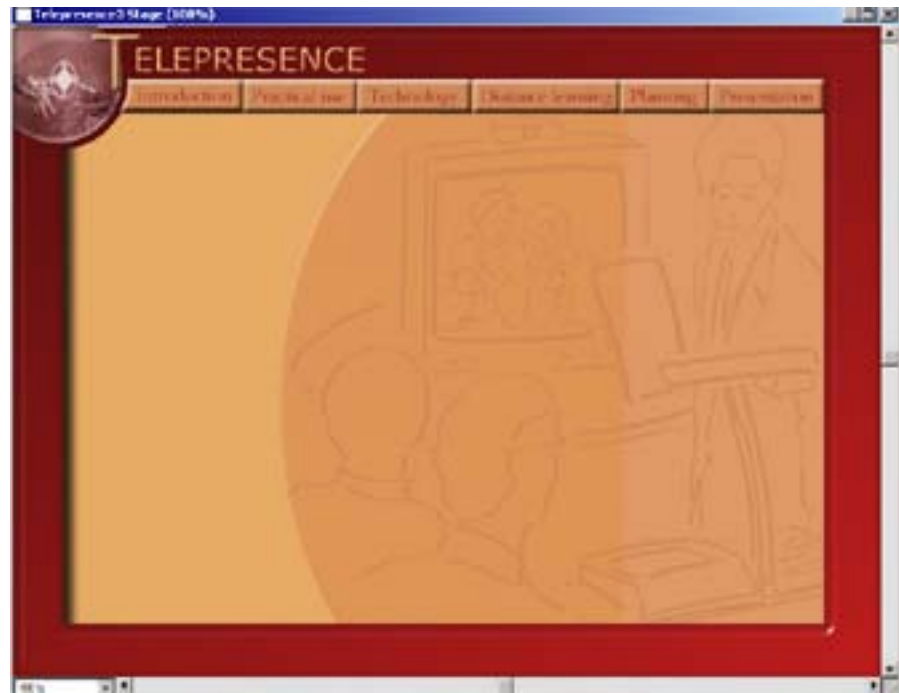 Telepresence3 Stage (100%)
TELEPRESENCE
Introduction Practical use Technology Distance learning Planning Presentation